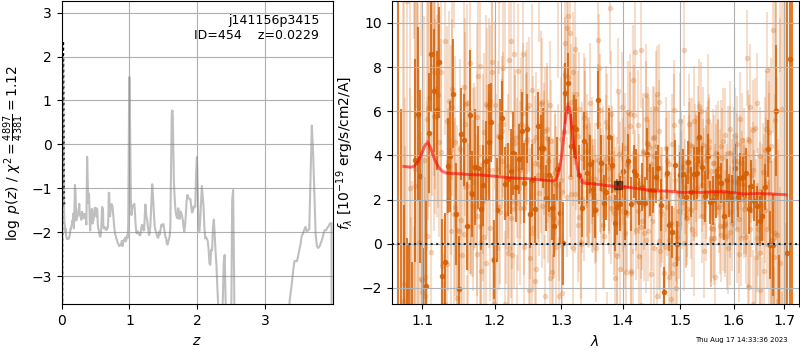 j141156p3415
ID=454 z=0.0229
log p(z) / χ² = 4897/4381 = 1.12
3
2
1
0
−1
−2
−3
0 1 2 3
z
f_λ [10⁻¹⁹ erg/s/cm2/A]
10
8
6
4
2
0
−2
1.1 1.2 1.3 1.4 1.5 1.6 1.7
λ
Thu Aug 17 14:33:36 2023